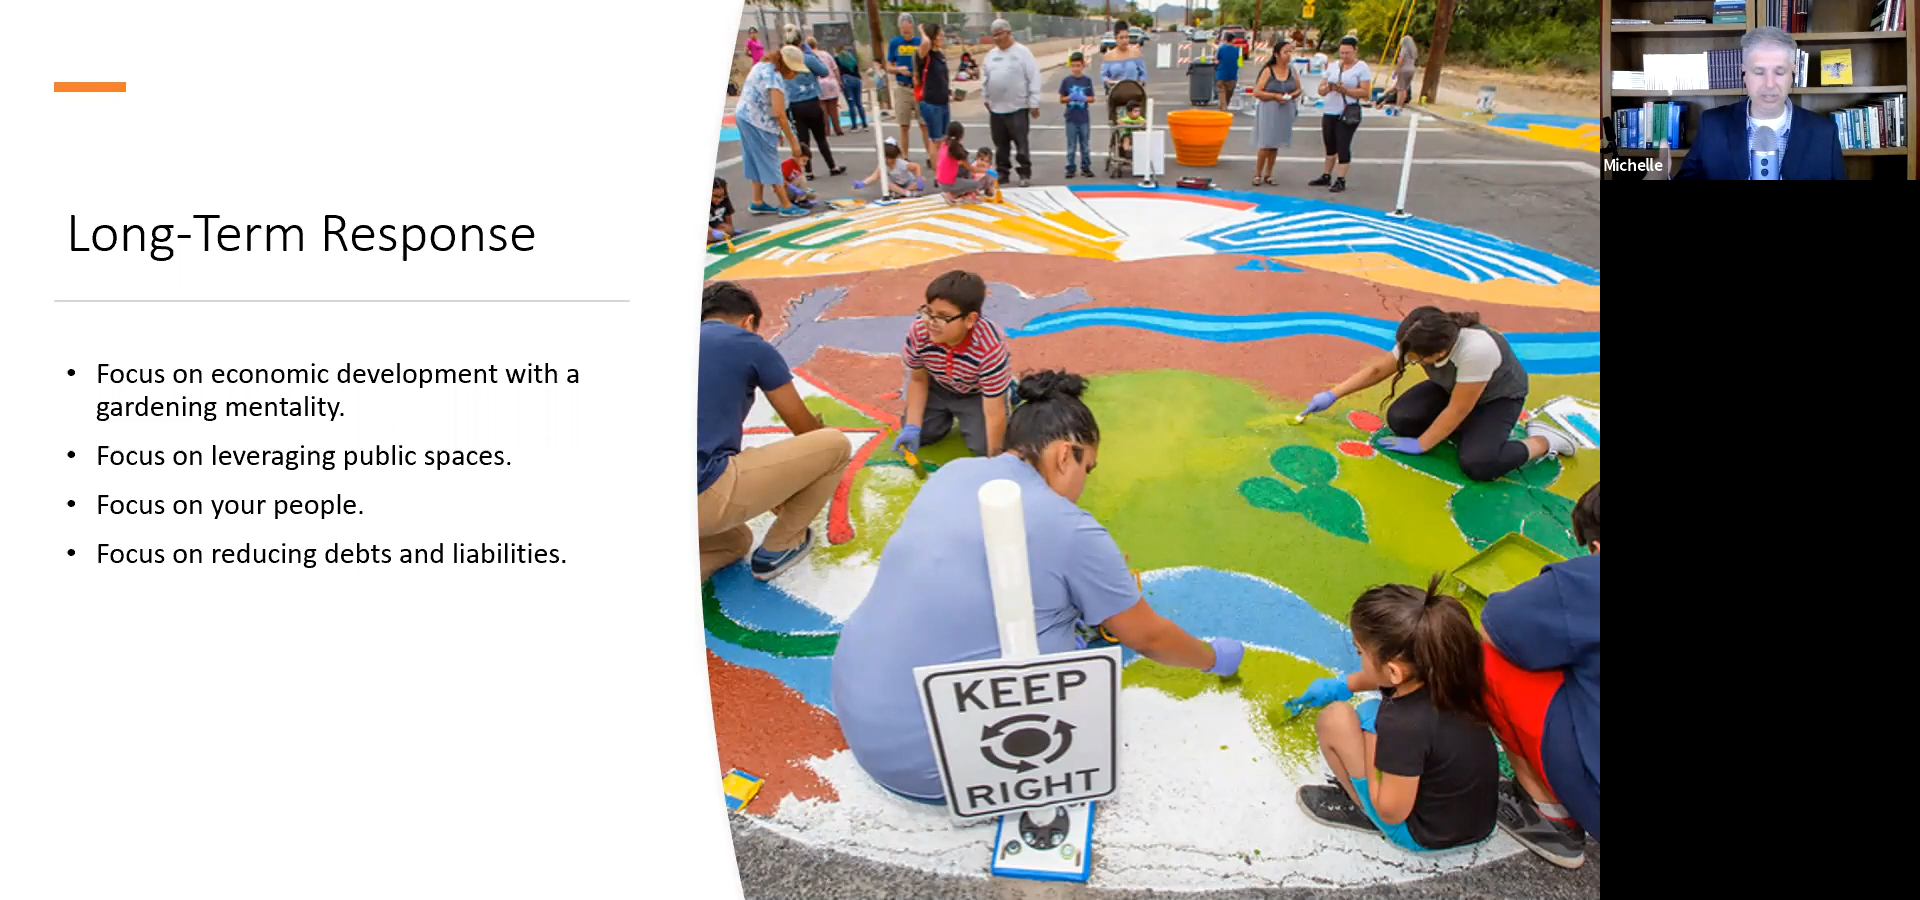 Long-Term Response
• Focus on economic development with a
gardening mentality.
• Focus on leveraging public spaces.
• Focus on your people.
• Focus on reducing debts and liabilities.
KEEP
RIGHT
Michelle